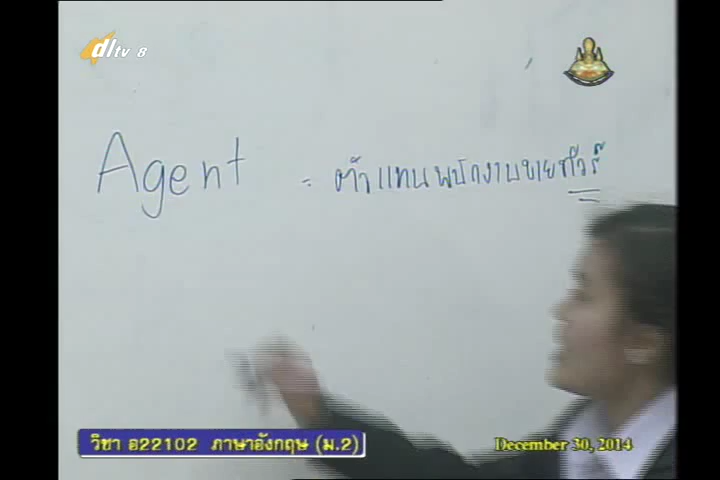 dltv 8
Agent = ตัวแทนพนักงานขายทัวร์
วิชา อ22102 ภาษาอังกฤษ (ม.2)
December 30, 2014